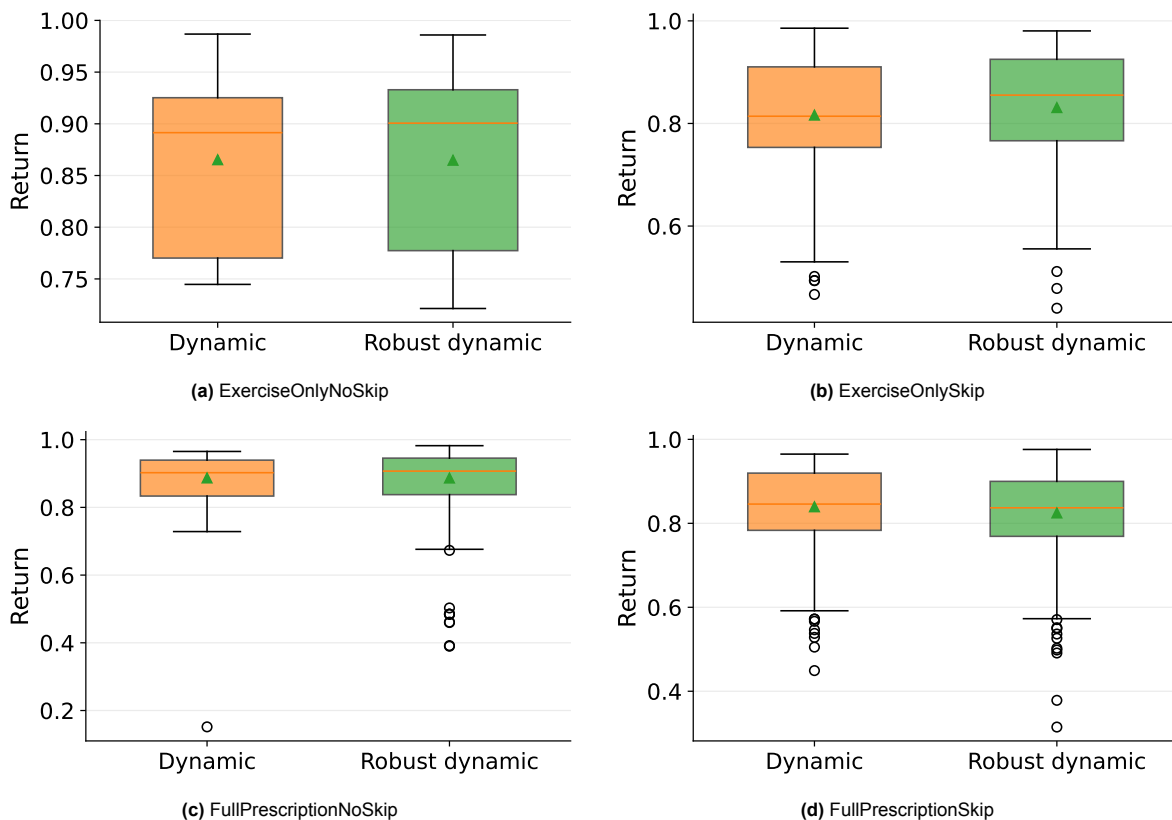 1.00
0.95
0.90
0.85
0.80
0.75
Return
Dynamic
Robust dynamic
(a) ExerciseOnlyNoSkip
1.0
0.8
0.6
Return
Dynamic
Robust dynamic
(b) ExerciseOnlySkip
1.0
0.8
0.6
0.4
0.2
Return
Dynamic
Robust dynamic
(c) FullPrescriptionNoSkip
1.0
0.8
0.6
0.4
Return
Dynamic
Robust dynamic
(d) FullPrescriptionSkip